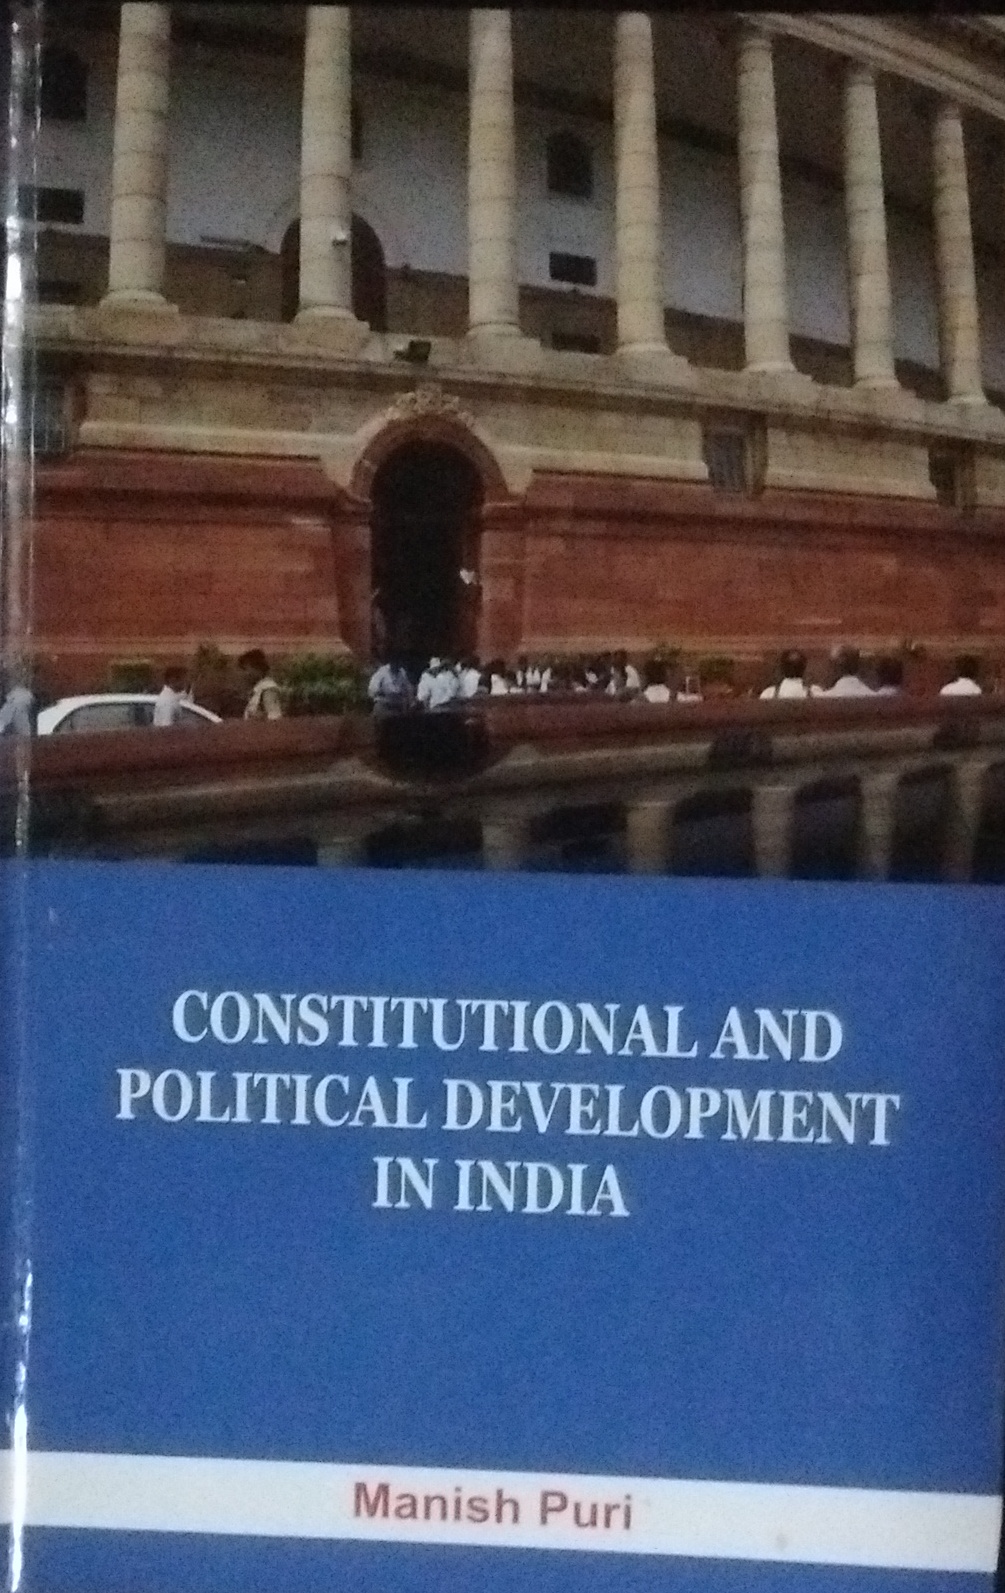 CONSTITUTIONAL AND
POLITICAL DEVELOPMENT
IN INDIA
Manish Puri